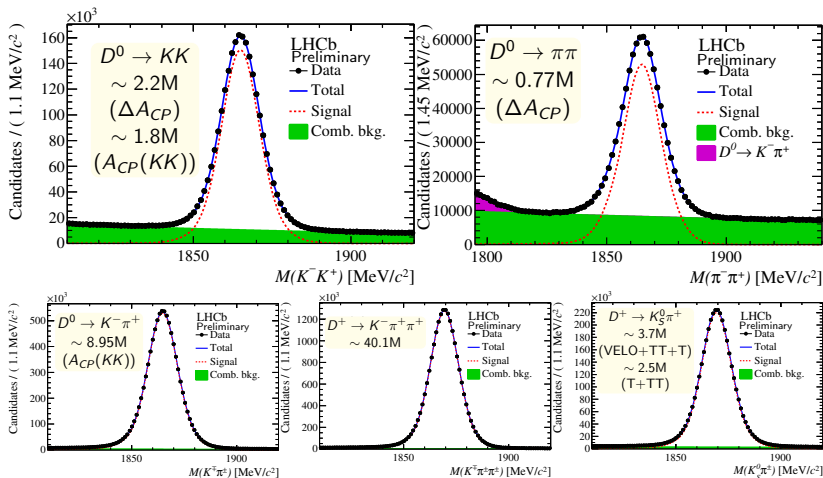 ×10³
160
140
120
100
80
60
40
20
0
Candidates / ( 1.1 MeV/c² )
D⁰ → KK
∼ 2.2M
(ΔA_CP)
∼ 1.8M
(A_CP(KK))
LHCb
Preliminary
Data
Total
Signal
Comb. bkg.
1850
1900
M(K⁻K⁺) [MeV/c²]
60000
50000
40000
30000
20000
10000
0
Candidates / ( 1.45 MeV/c² )
D⁰ → ππ
∼ 0.77M
(ΔA_CP)
LHCb
Preliminary
Data
Total
Signal
Comb. bkg.
D⁰→ K⁻π⁺
1800
1850
1900
M(π⁻π⁺) [MeV/c²]
×10³
500
400
300
200
100
0
Candidates / ( 1.1 MeV/c² )
D⁰ → K⁻π⁺
∼ 8.95M
(A_CP(KK))
LHCb
Preliminary
Data
Total
Signal
Comb. bkg.
1850
1900
M(K∓π±) [MeV/c²]
×10³
1200
1000
800
600
400
200
0
Candidates / ( 1.1 MeV/c² )
D⁺ → K⁻π⁺π⁺
∼ 40.1M
LHCb
Preliminary
Data
Total
Signal
Comb. bkg.
1850
1900
M(K∓π±π±) [MeV/c²]
×10³
220
200
180
160
140
120
100
80
60
40
20
0
Candidates / ( 1.1 MeV/c² )
D⁺ → K_S⁰π⁺
∼ 3.7M
(VELO+TT+T)
∼ 2.5M
(T+TT)
LHCb
Preliminary
Data
Total
Signal
Comb. bkg.
1850
1900
M(K_S⁰π±) [MeV/c²]